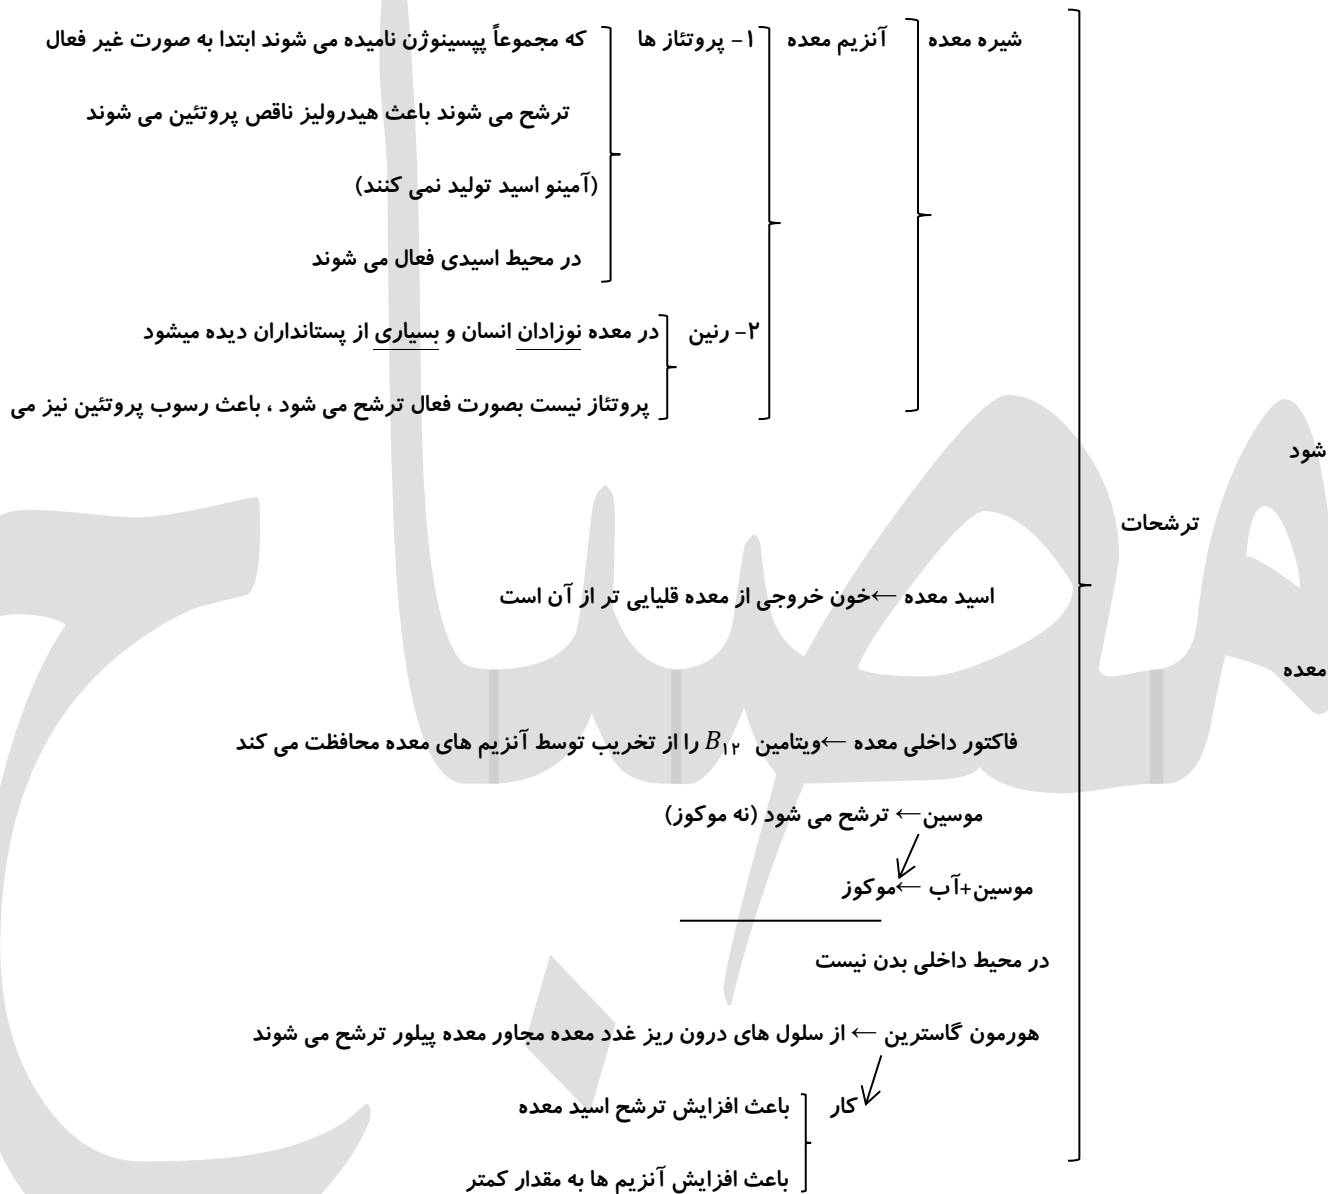 شیره معده آنزیم معده ۱- پروتئاز ها که مجموعاً پپسینوژن نامیده می شوند ابتدا به صورت غیر فعال
ترشح می شوند باعث هیدرولیز ناقص پروتئین می شوند
(آمینو اسید تولید نمی کنند)
در محیط اسیدی فعال می شوند
۲- رنین در معده نوزادان انسان و بسیاری از پستانداران دیده میشود
پروتئاز نیست بصورت فعال ترشح می شود ، باعث رسوب پروتئین نیز می
شود
ترشحات
اسید معده ←خون خروجی از معده قلیایی تر از آن است
معده
فاکتور داخلی معده ←ویتامین B۱۲ را از تخریب توسط آنزیم های معده محافظت می کند
موسین← ترشح می شود (نه موکوز)
موسین+آب ←موکوز
در محیط داخلی بدن نیست
هورمون گاسترین ← از سلول های درون ریز غدد معده مجاور معده پیلور ترشح می شوند
کار باعث افزایش ترشح اسید معده
باعث افزایش آنزیم ها به مقدار کمتر
مصباح